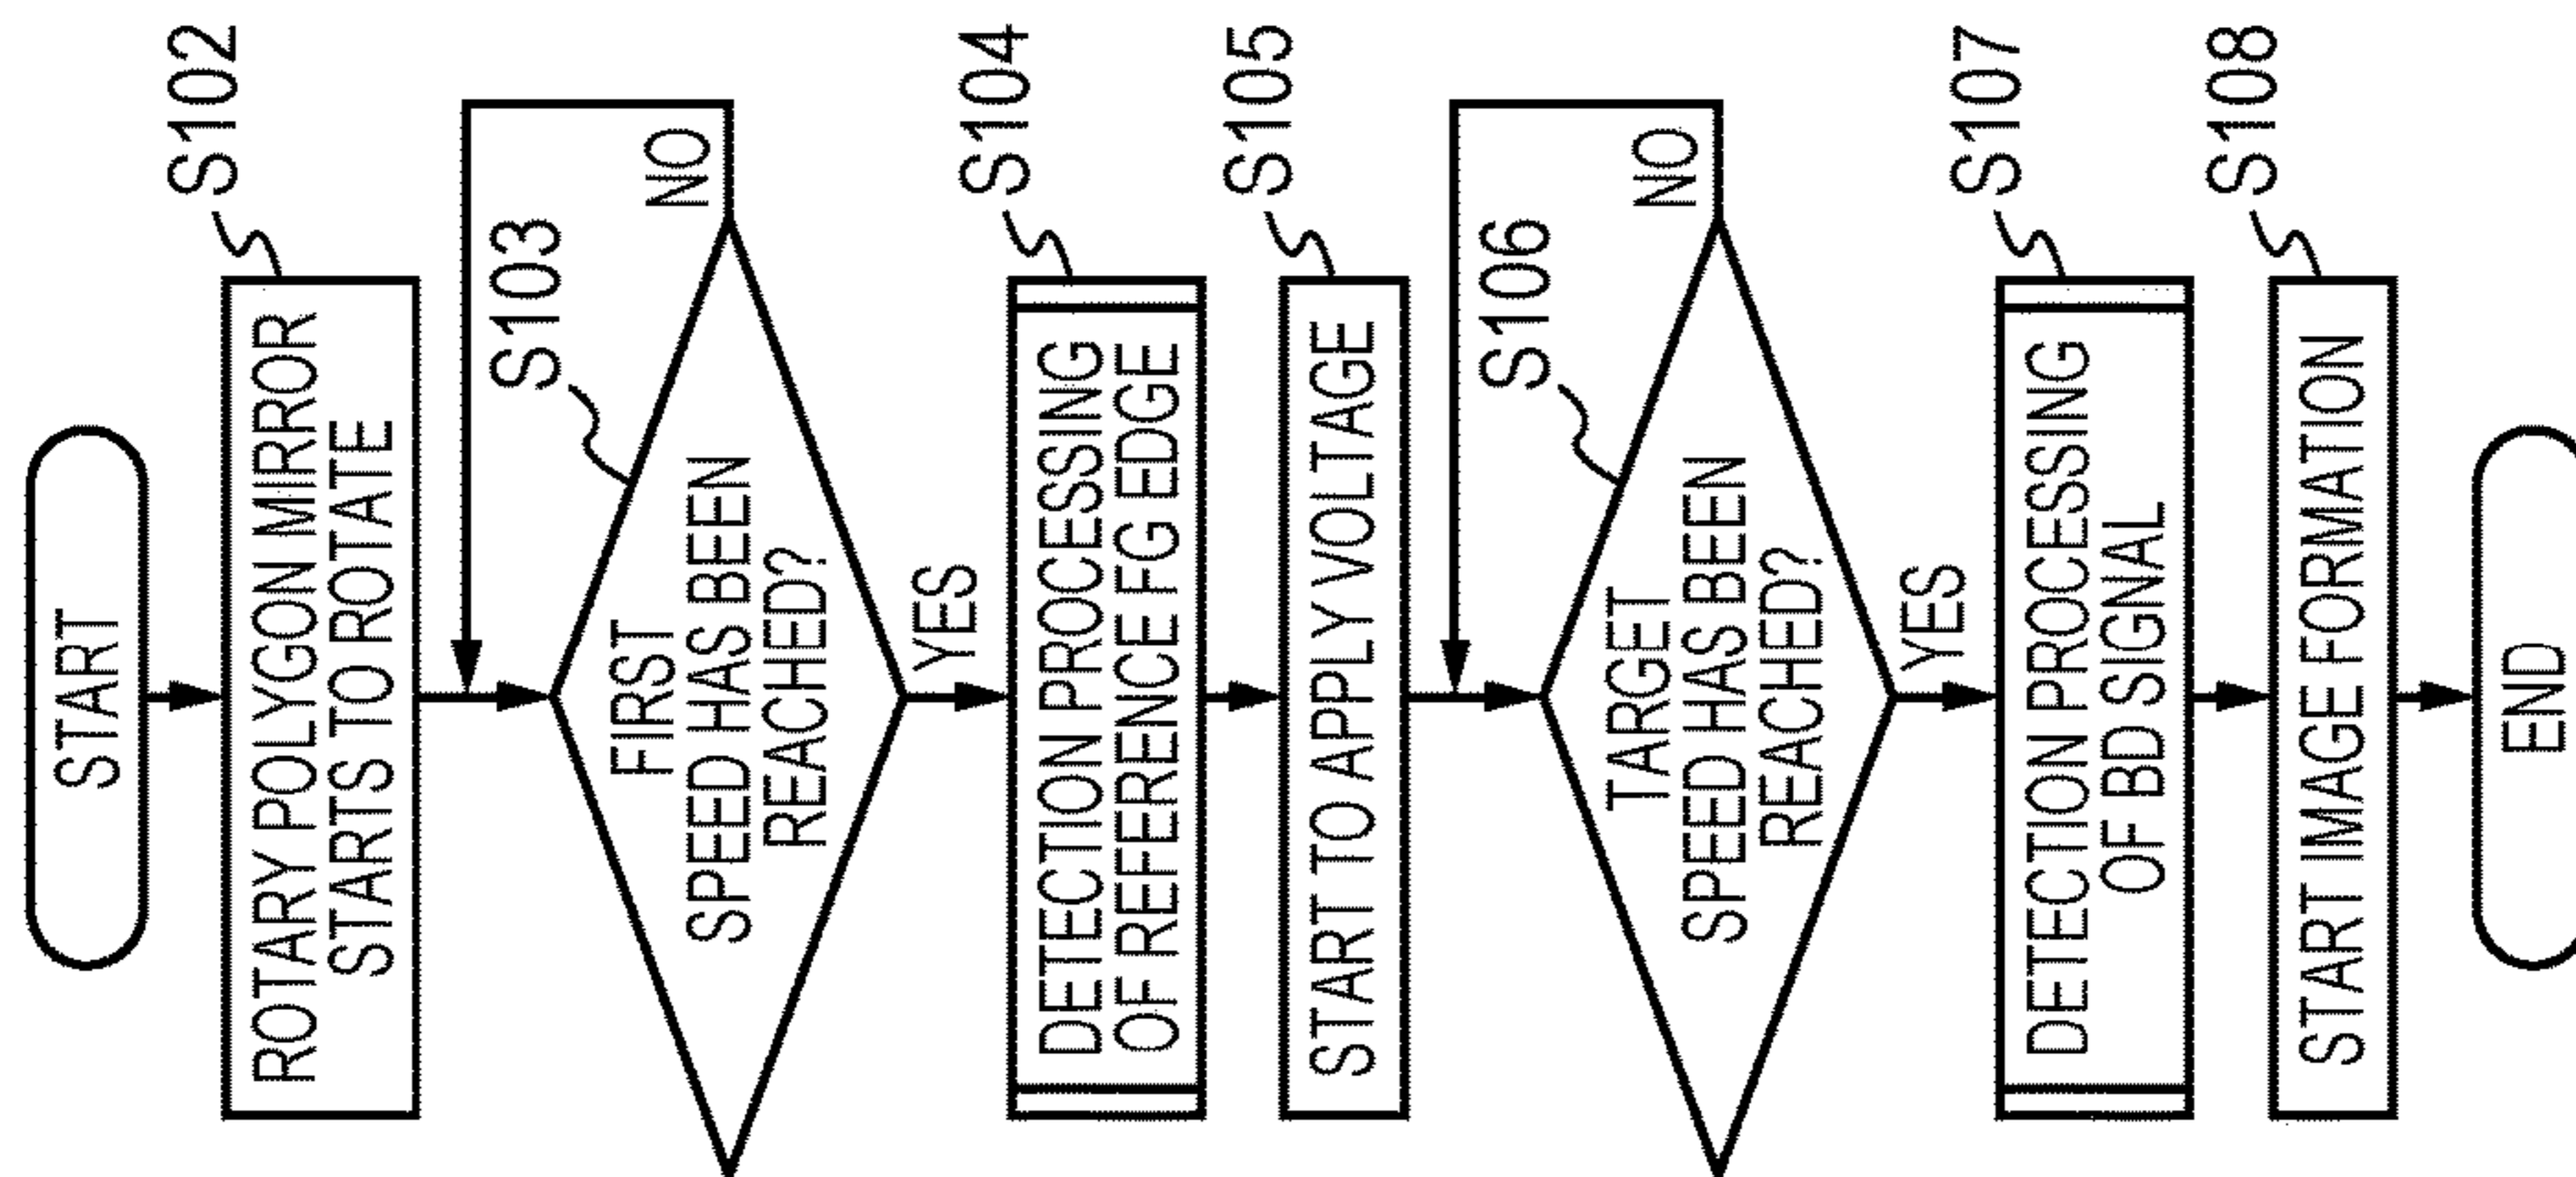 START
S102
ROTARY POLYGON MIRROR
STARTS TO ROTATE
S103
FIRST
SPEED HAS BEEN
REACHED?
NO
YES
S104
DETECTION PROCESSING
OF REFERENCE FG EDGE
S105
START TO APPLY VOLTAGE
S106
TARGET
SPEED HAS BEEN
REACHED?
NO
YES
S107
DETECTION PROCESSING
OF BD SIGNAL
S108
START IMAGE FORMATION
END